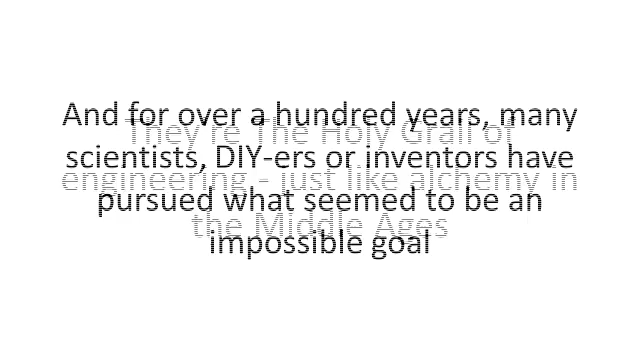 And for over a hundred years, many
They're The Holy Grail of
scientists, DIY-ers or inventors have
engineering - just like alchemy in
pursued what seemed to be an
the Middle Ages
impossible goal